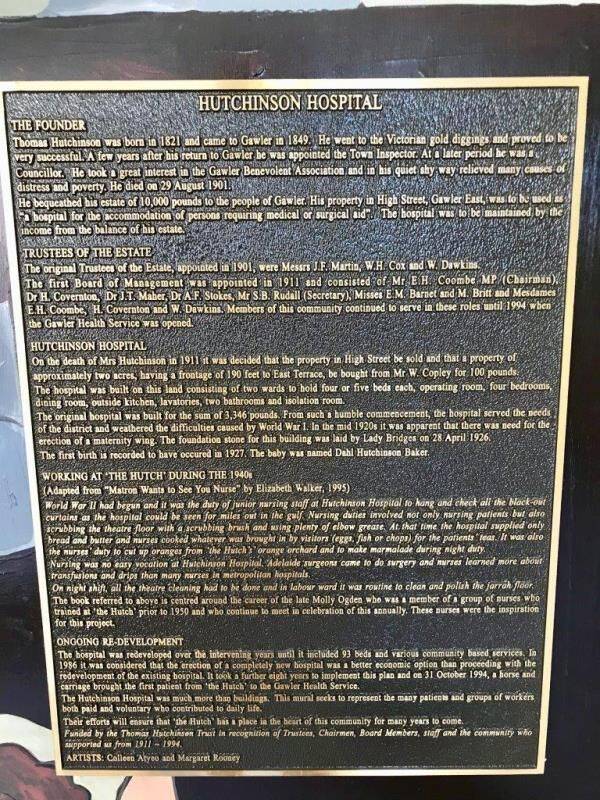 HUTCHINSON HOSPITAL
THE FOUNDER
Thomas Hutchinson was born in 1821 and came to Gawler in 1849. He went to the Victorian gold diggings and proved to be
very successful. A few years after his return to Gawler he was appointed the Town Inspector. At a later period he was a
Councillor. He took a great interest in the Gawler Benevolent Association and in his quiet shy way relieved many causes of
distress and poverty. He died on 29 August 1901.
He bequeathed his estate of 10,000 pounds to the people of Gawler. His property in High Street, Gawler East, was to be used as
"a hospital for the accommodation of persons requiring medical or surgical aid". The hospital was to be maintained by the
income from the balance of his estate.
TRUSTEES OF THE ESTATE
The original Trustees of the Estate, appointed in 1901, were Messrs J.F. Martin, W.H. Cox and W. Dawkins.
The first Board of Management was appointed in 1911 and consisted of Mr E.H. Coombe MP (Chairman),
Dr H. Covernton, Dr J.T. Maher, Dr A.F. Stokes, Mr S.B. Rudall (Secretary), Misses E.M. Barnet and M. Britt and Mesdames
E.H. Coombe, H. Covernton and W. Dawkins. Members of this community continued to serve in these roles until 1994 when
the Gawler Health Service was opened.
HUTCHINSON HOSPITAL
On the death of Mrs Hutchinson in 1911 it was decided that the property in High Street be sold and that a property of
approximately two acres, having a frontage of 190 feet to East Terrace, be bought from Mr W. Copley for 100 pounds.
The hospital was built on this land consisting of two wards to hold four or five beds each, operating room, four bedrooms,
dining room, outside kitchen, lavatories, two bathrooms and isolation room.
The original hospital was built for the sum of 3,346 pounds. From such a humble commencement, the hospital served the needs
of the district and weathered the difficulties caused by World War I. In the mid 1920s it was apparent that there was need for the
erection of a maternity wing. The foundation stone for this building was laid by Lady Bridges on 28 April 1926.
The first birth is recorded to have occured in 1927. The baby was named Dahl Hutchinson Baker.
WORKING AT 'THE HUTCH' DURING THE 1940s
(Adapted from "Matron Wants to See You Nurse" by Elizabeth Walker, 1995)
World War II had begun and it was the duty of junior nursing staff at Hutchinson Hospital to hang and check all the black-out
curtains as the hospital could be seen for miles out in the gulf. Nursing duties involved not only nursing patients but also
scrubbing the theatre floor with a scrubbing brush and using plenty of elbow grease. At that time the hospital supplied only
bread and butter and nurses cooked whatever was brought in by visitors (eggs, fish or chops) for the patients' teas. It was also
the nurses' duty to cut up oranges from 'the Hutch's' orange orchard and to make marmalade during night duty.
Nursing was no easy vocation at Hutchinson Hospital. Adelaide surgeons came to do surgery and nurses learned more about
transfusions and drips than many nurses in metropolitan hospitals.
On night shift, all the theatre cleaning had to be done and in labour ward it was routine to clean and polish the jarrah floor.
The book referred to above is centred around the career of the late Molly Ogden who was a member of a group of nurses who
trained at 'the Hutch' prior to 1950 and who continue to meet in celebration of this annually. These nurses were the inspiration
for this project.
ONGOING RE-DEVELOPMENT
The hospital was redeveloped over the intervening years until it included 93 beds and various community based services. In
1986 it was considered that the erection of a completely new hospital was a better economic option than proceeding with the
redevelopment of the existing hospital. It took a further eight years to implement this plan and on 31 October 1994, a horse and
carriage brought the first patient from 'the Hutch' to the Gawler Health Service.
The Hutchinson Hospital was much more than buildings. This mural seeks to represent the many patients and groups of workers
both paid and voluntary who contributed to daily life.
Their efforts will ensure that 'the Hutch' has a place in the heart of this community for many years to come.
Funded by the Thomas Hutchinson Trust in recognition of Trustees, Chairmen, Board Members, staff and the community who
supported us from 1911 – 1994.
ARTISTS: Colleen Atyeo and Margaret Rooney